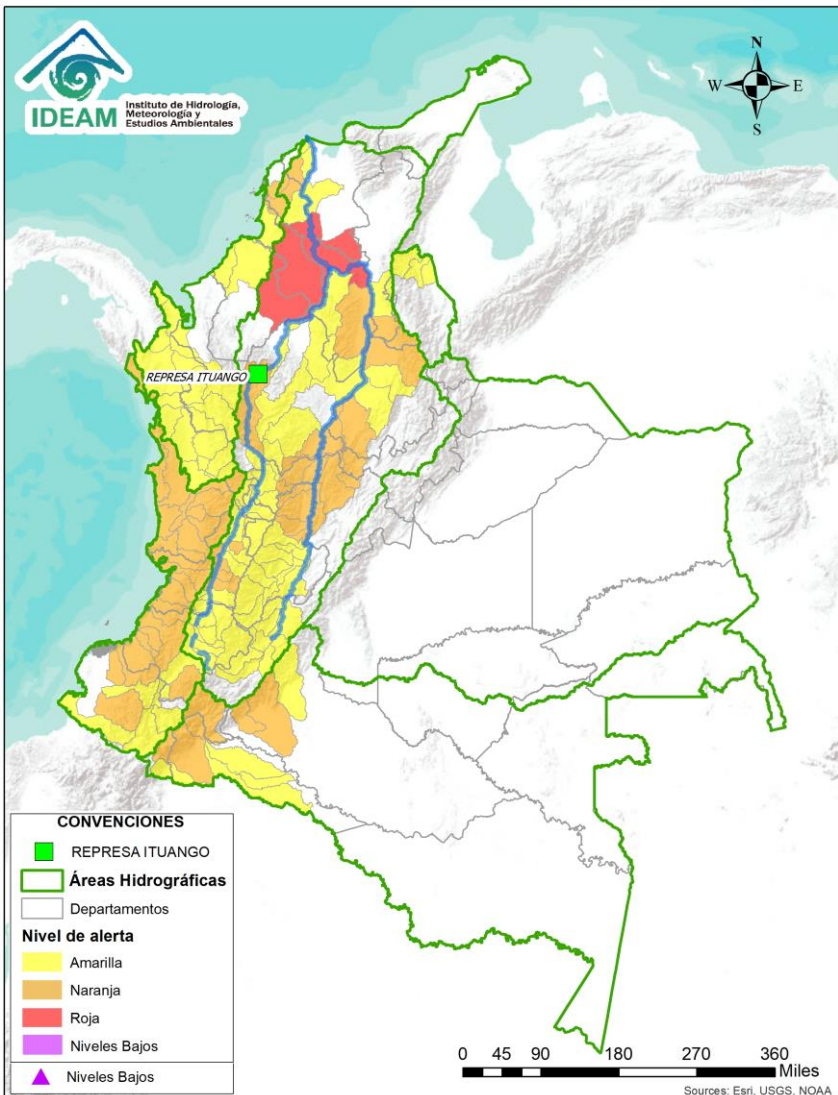 IDEAM
Instituto de Hidrología,
Meteorología y
Estudios Ambientales
N
W
E
S
REPRESA ITUANGO
CONVENCIONES
REPRESA ITUANGO
Áreas Hidrográficas
Departamentos
Nivel de alerta
Amarilla
Naranja
Roja
Niveles Bajos
Niveles Bajos
0 45 90 180 270 360
Miles
Sources: Esri, USGS, NOAA